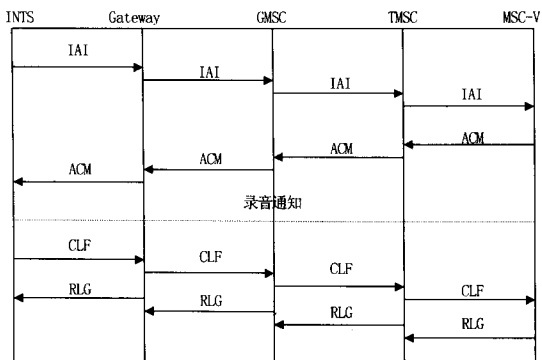 INTS Gateway GMSC TMSC MSC-V
IAI
IAI
IAI
IAI
ACM
ACM
ACM
ACM
录音通知
CLF
CLF
CLF
CLF
RLG
RLG
RLG
RLG